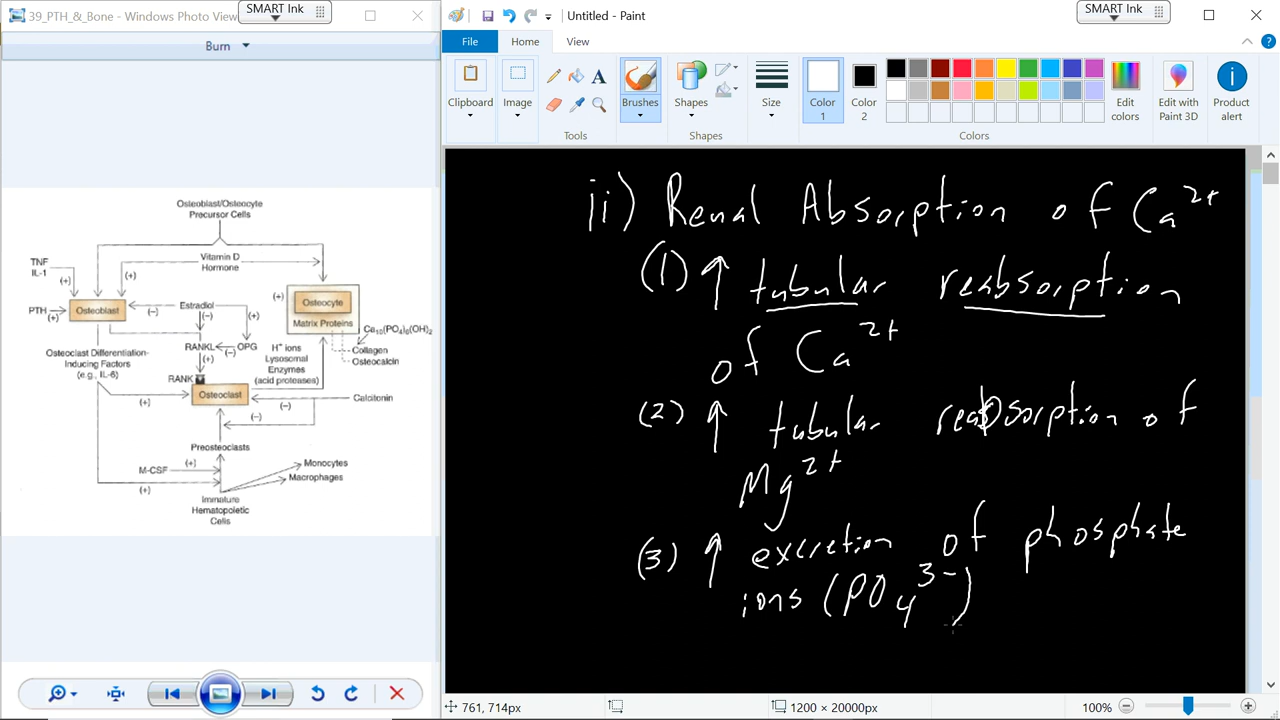 39_PTH_&_Bone - Windows Photo View
SMART Ink
Burn
Osteoblast/Osteocyte
Precursor Cells
Vitamin D
Hormone
TNF
IL-1
(+)
(+)
(+)
PTH
(+)
Osteoblast
(−)
Estradiol
(−)
(+)
Osteocyte
Matrix Proteins
Ca10(PO4)6(OH)2
Collagen
Osteocalcin
RANKL
(−)
OPG
(+)
RANK
Osteoclast Differentiation-
Inducing Factors
(e.g., IL-6)
H+ ions
Lysosomal
Enzymes
(acid proteases)
Osteoclast
(+)
(−)
Calcitonin
(−)
Preosteoclasts
M-CSF
(+)
(+)
Monocytes
Macrophages
Immature
Hematopoietic
Cells
Untitled - Paint
SMART Ink
File
Home
View
Clipboard
Image
Tools
Brushes
Shapes
Shapes
Size
Color
1
Color
2
Colors
Edit
colors
Edit with
Paint 3D
Product
alert
ii) Renal Absorption of Ca2+
(1) ↑ tubular reabsorption
of Ca2+
(2) ↑ tubular reabsorption of
Mg2+
(3) ↑ excretion of phosphate
ions (PO4 3−)
761, 714px
1200 × 20000px
100%